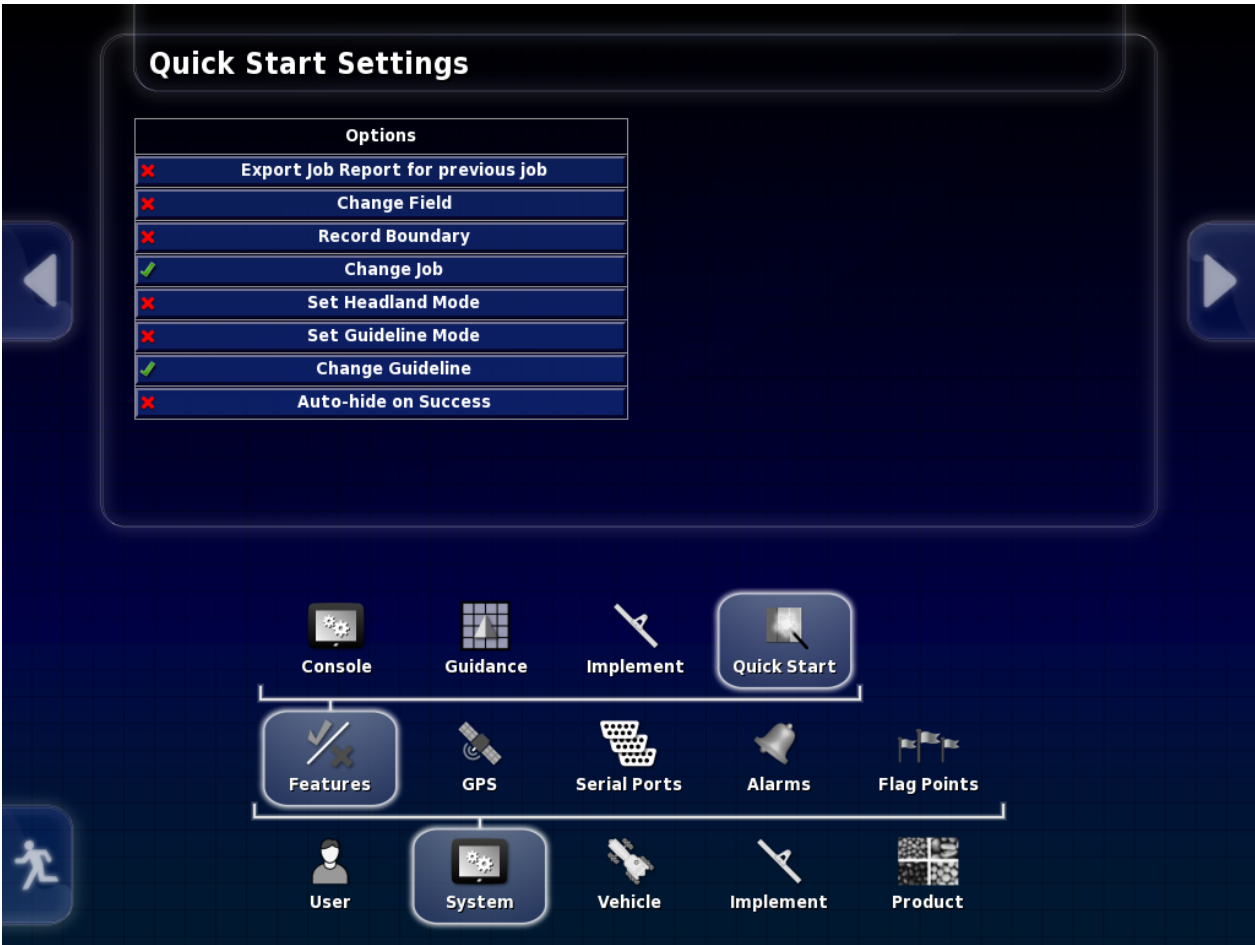 Quick Start Settings
Options
Export Job Report for previous job
Change Field
Record Boundary
Change Job
Set Headland Mode
Set Guideline Mode
Change Guideline
Auto-hide on Success
Console Guidance Implement Quick Start
Features GPS Serial Ports Alarms Flag Points
User System Vehicle Implement Product